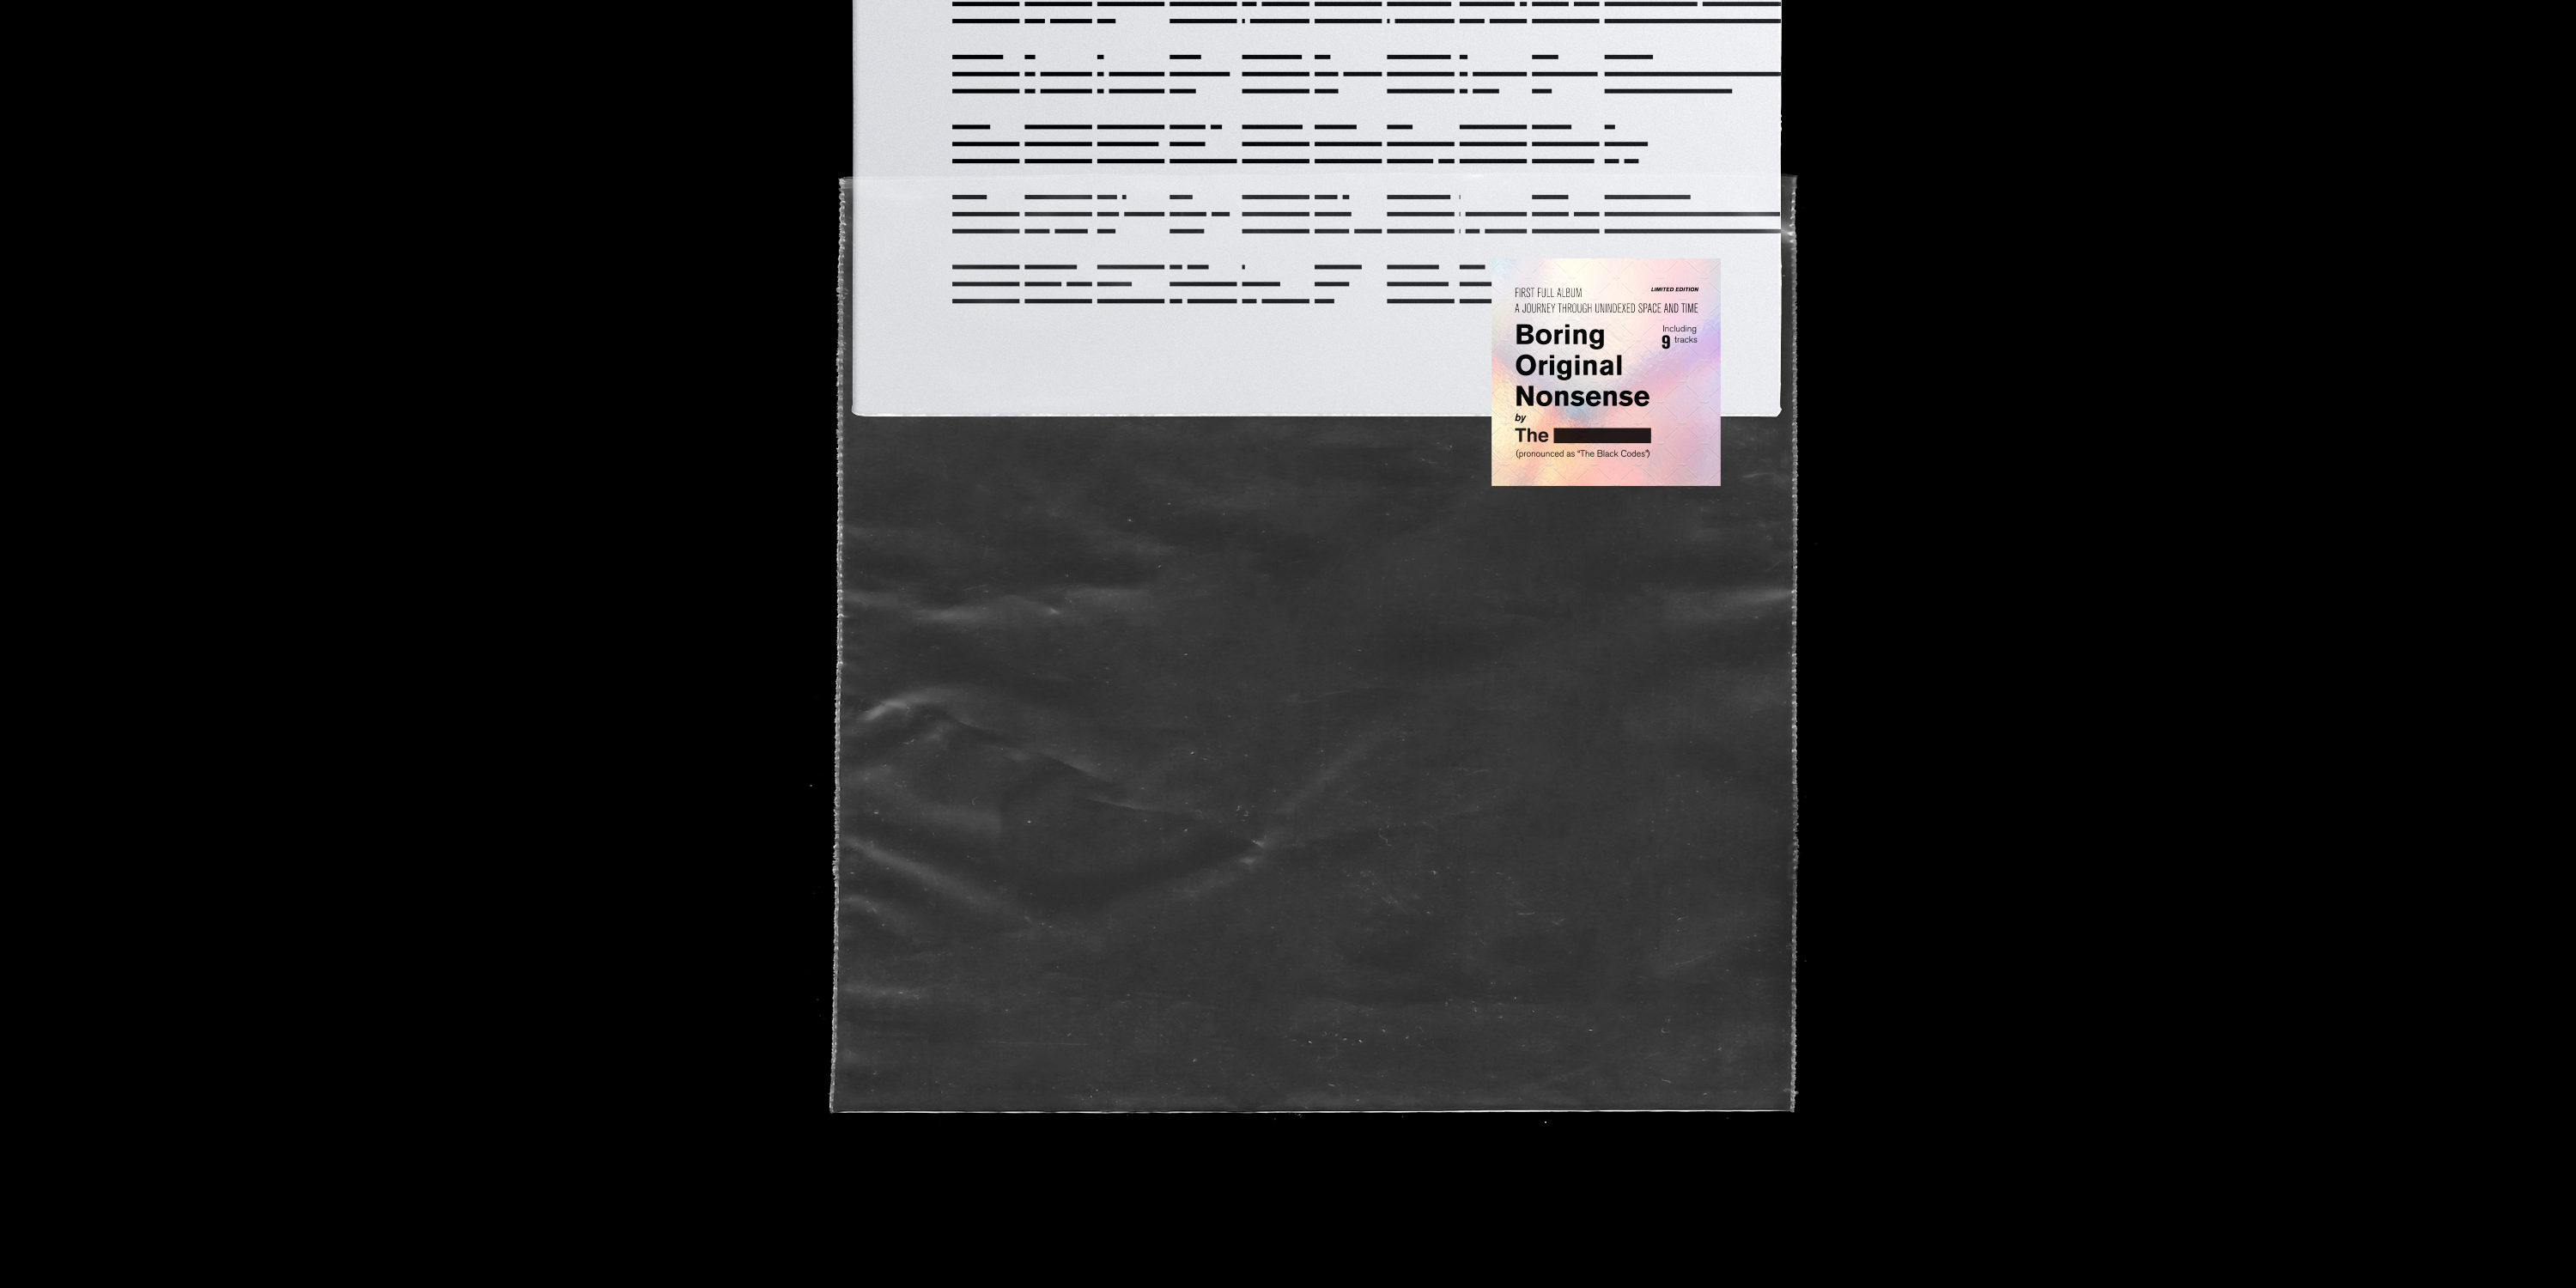 FIRST FULL ALBUM
LIMITED EDITION
A JOURNEY THROUGH UNINDEXED SPACE AND TIME
Boring
Original
Nonsense
Including
9 tracks
by
The
(pronounced as "The Black Codes")